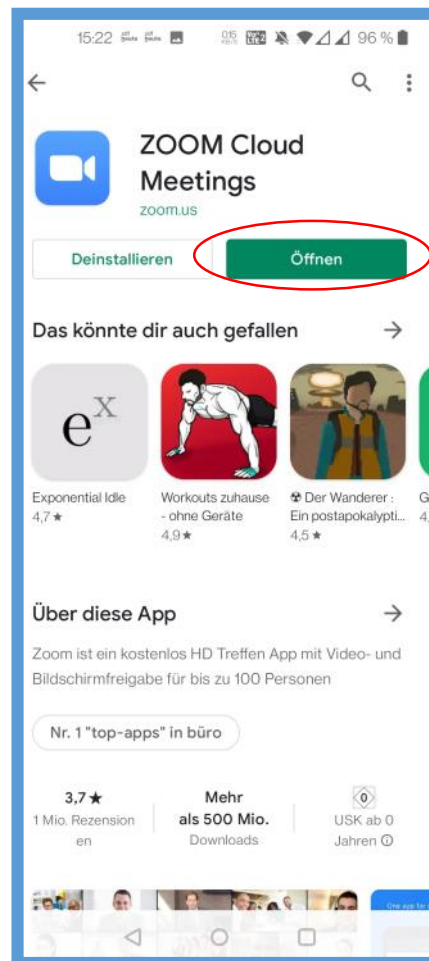 15:22 96 %
ZOOM Cloud
Meetings
zoom.us
Deinstallieren Öffnen
Das könnte dir auch gefallen
eX
Exponential Idle Workouts zuhause ☢ Der Wanderer : G
- ohne Geräte Ein postapokalypti...
4,7 ★ 4,9 ★ 4,5 ★ 4,
Über diese App
Zoom ist ein kostenlos HD Treffen App mit Video- und
Bildschirmfreigabe für bis zu 100 Personen
Nr. 1 "top-apps" in büro
3,7 ★ Mehr 0
1 Mio. Rezension als 500 Mio. USK ab 0
en Downloads Jahren